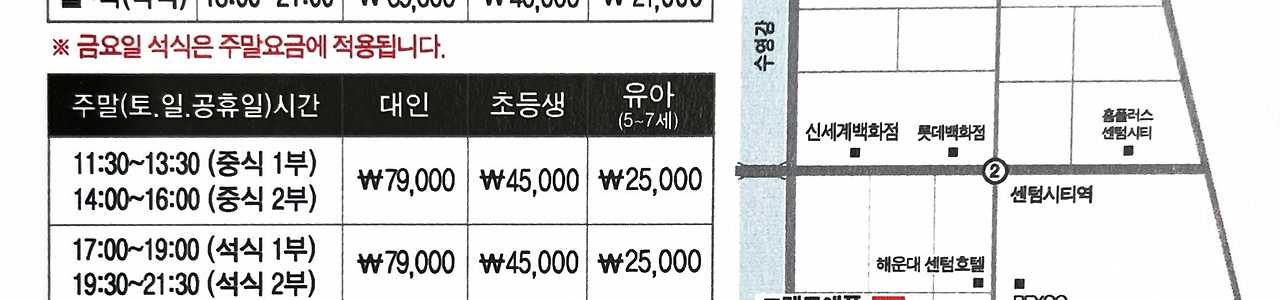 ※ 금요일 석식은 주말요금에 적용됩니다.
주말(토.일.공휴일)시간 대인 초등생 유아
(5~7세)
11:30~13:30 (중식 1부)
14:00~16:00 (중식 2부)
₩79,000 ₩45,000 ₩25,000
17:00~19:00 (석식 1부)
19:30~21:30 (석식 2부)
₩79,000 ₩45,000 ₩25,000
수영강
신세계백화점
롯데백화점
홈플러스
센텀시티
2
센텀시티역
해운대 센텀호텔